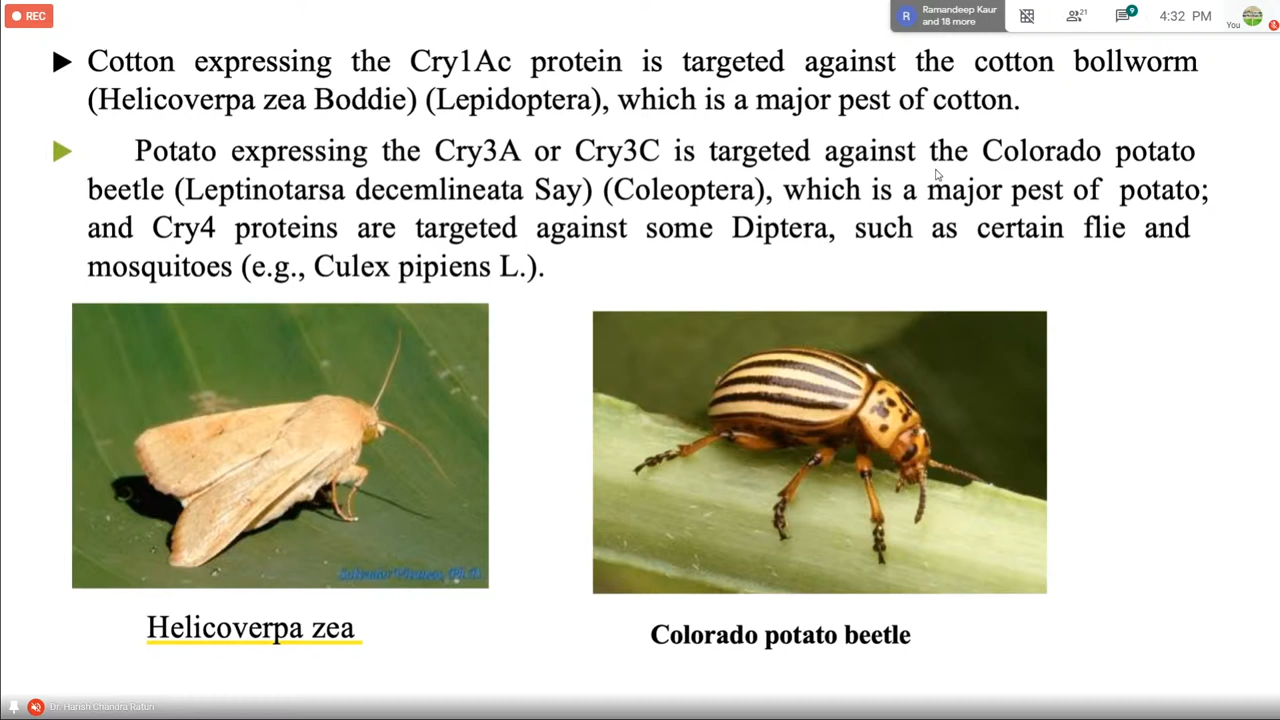 REC
R
Ramandeep Kaur
and 18 more
21
9
4:32 PM
You
Cotton expressing the Cry1Ac protein is targeted against the cotton bollworm
(Helicoverpa zea Boddie) (Lepidoptera), which is a major pest of cotton.
Potato expressing the Cry3A or Cry3C is targeted against the Colorado potato
beetle (Leptinotarsa decemlineata Say) (Coleoptera), which is a major pest of potato;
and Cry4 proteins are targeted against some Diptera, such as certain flie and
mosquitoes (e.g., Culex pipiens L.).
Ph.D.
Helicoverpa zea
Colorado potato beetle
Dr. Harish Chandra Raturi